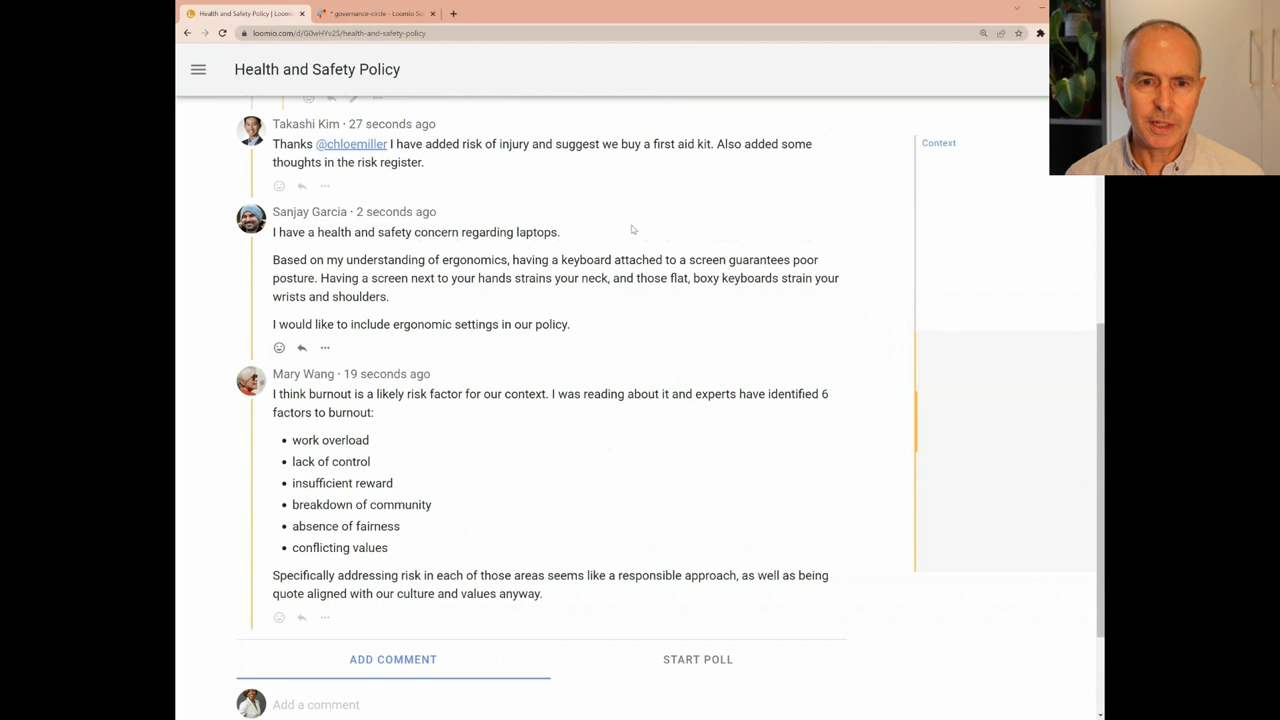 Health and Safety Policy | Loom
* governance-circle - Loomio Sa
loomio.com/d/G0wHYv2S/health-and-safety-policy
Health and Safety Policy
Takashi Kim · 27 seconds ago
Thanks @chloemiller I have added risk of injury and suggest we buy a first aid kit. Also added some
thoughts in the risk register.
Context
Sanjay Garcia · 2 seconds ago
I have a health and safety concern regarding laptops.
Based on my understanding of ergonomics, having a keyboard attached to a screen guarantees poor
posture. Having a screen next to your hands strains your neck, and those flat, boxy keyboards strain your
wrists and shoulders.
I would like to include ergonomic settings in our policy.
Mary Wang · 19 seconds ago
I think burnout is a likely risk factor for our context. I was reading about it and experts have identified 6
factors to burnout:
• work overload
• lack of control
• insufficient reward
• breakdown of community
• absence of fairness
• conflicting values
Specifically addressing risk in each of those areas seems like a responsible approach, as well as being
quote aligned with our culture and values anyway.
ADD COMMENT
START POLL
Add a comment